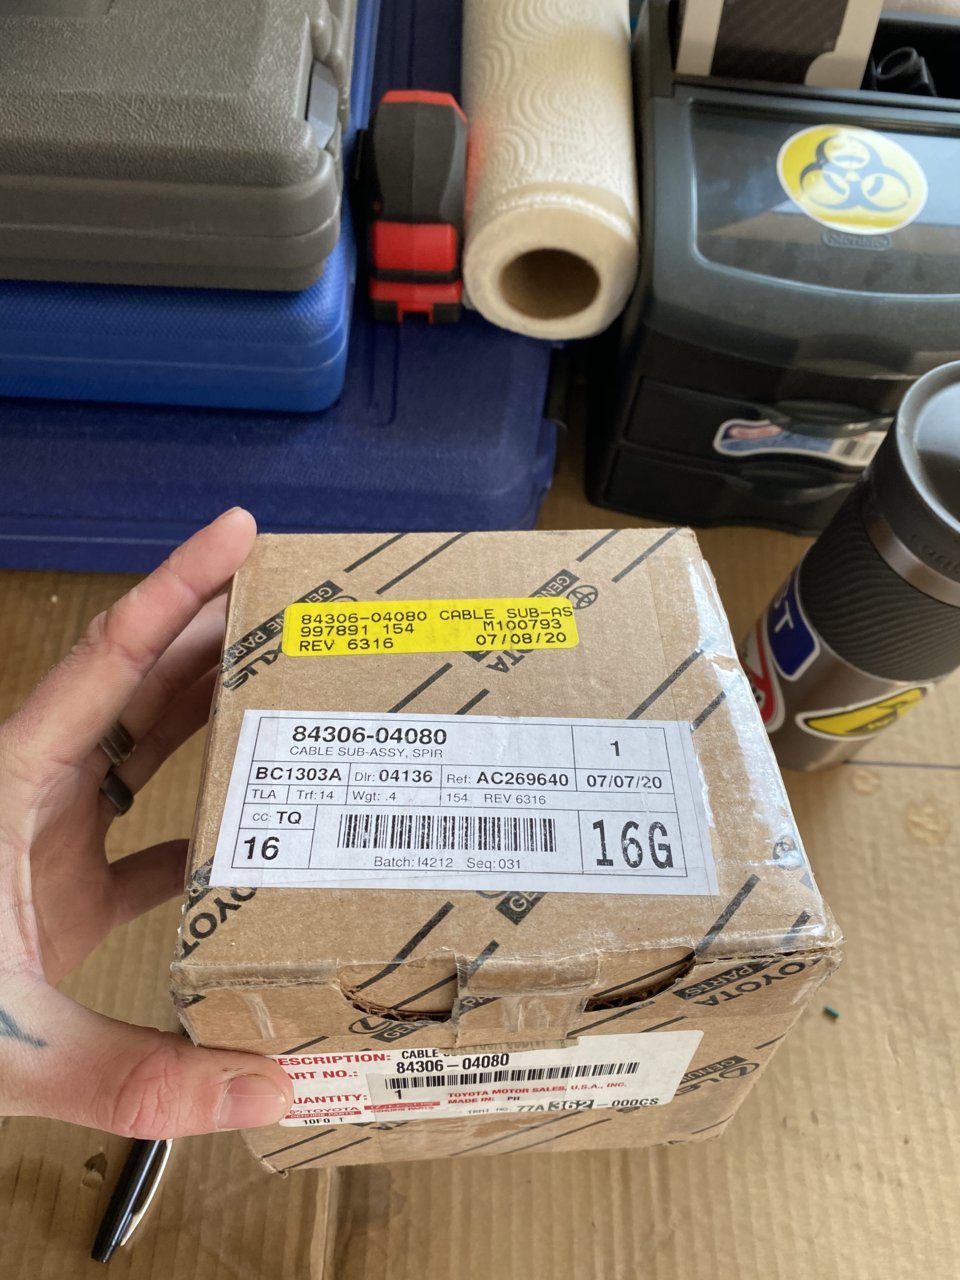 Sterilite
84306-04080 CABLE SUB-AS
997891 154 M100793
REV 6316 07/08/20
84306-04080
CABLE SUB-ASSY, SPIR
1
BC1303A Dlr: 04136 Ref: AC269640 07/07/20
TLA Trf: 14 Wgt: .4 154 REV 6316
CC: TQ
16
16G
Batch: I4212 Seq: 031
TOYOTA
PARTS
TOYOTA
DESCRIPTION: CABLE
PART NO.: 84306-04080
QUANTITY: 1
TOYOTA MOTOR SALES, U.S.A., INC.
MADE IN: PH
77A362-000CS